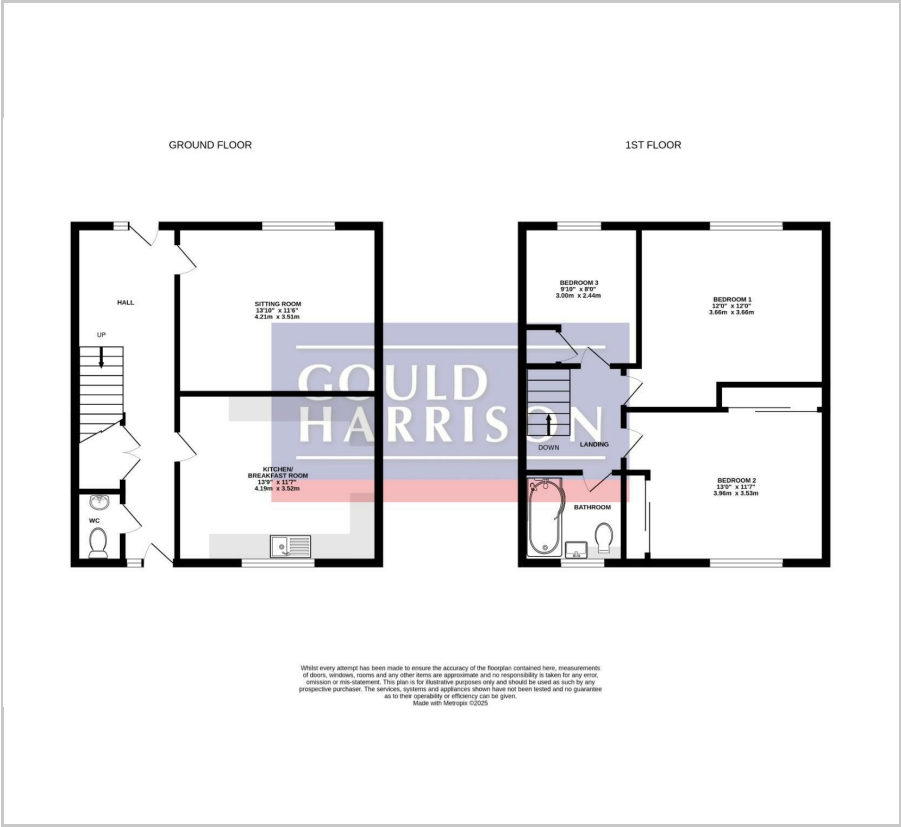 GROUND FLOOR
HALL
UP
SITTING ROOM
13'10" x 11'6"
4.21m x 3.51m
KITCHEN/
BREAKFAST ROOM
13'9" x 11'7"
4.19m x 3.52m
WC
1ST FLOOR
BEDROOM 3
9'10" x 8'0"
3.00m x 2.44m
BEDROOM 1
12'0" x 12'0"
3.66m x 3.66m
DOWN
LANDING
BATHROOM
BEDROOM 2
13'0" x 11'7"
3.96m x 3.53m
GOULD
HARRISON
Whilst every attempt has been made to ensure the accuracy of the floorplan contained here, measurements
of doors, windows, rooms and any other items are approximate and no responsibility is taken for any error,
omission or mis-statement. This plan is for illustrative purposes only and should be used as such by any
prospective purchaser. The services, systems and appliances shown have not been tested and no guarantee
as to their operability or efficiency can be given.
Made with Metropix ©2025